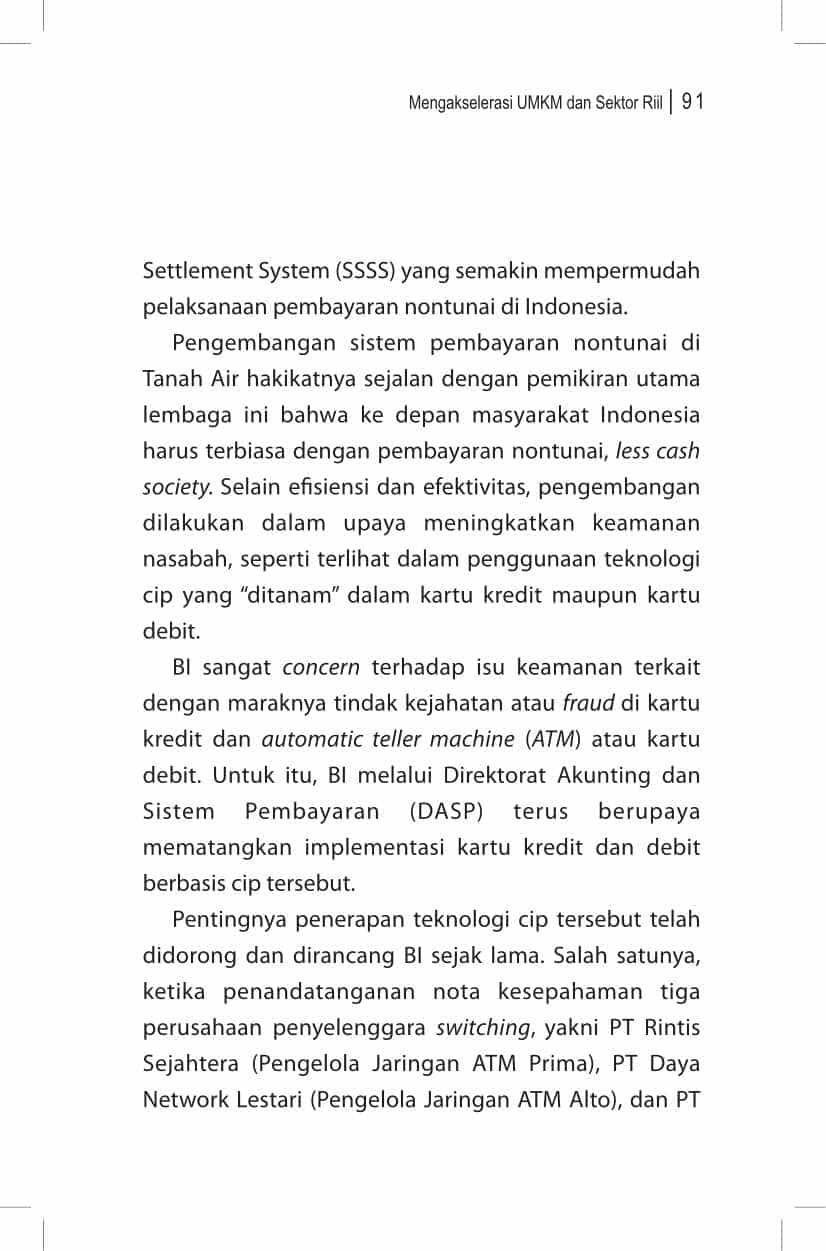 Mengakselerasi UMKM dan Sektor Riil | 91
Settlement System (SSSS) yang semakin mempermudah
pelaksanaan pembayaran nontunai di Indonesia.
Pengembangan sistem pembayaran nontunai di
Tanah Air hakikatnya sejalan dengan pemikiran utama
lembaga ini bahwa ke depan masyarakat Indonesia
harus terbiasa dengan pembayaran nontunai, less cash
society. Selain efisiensi dan efektivitas, pengembangan
dilakukan dalam upaya meningkatkan keamanan
nasabah, seperti terlihat dalam penggunaan teknologi
cip yang “ditanam” dalam kartu kredit maupun kartu
debit.
BI sangat concern terhadap isu keamanan terkait
dengan maraknya tindak kejahatan atau fraud di kartu
kredit dan automatic teller machine (ATM) atau kartu
debit. Untuk itu, BI melalui Direktorat Akunting dan
Sistem Pembayaran (DASP) terus berupaya
mematangkan implementasi kartu kredit dan debit
berbasis cip tersebut.
Pentingnya penerapan teknologi cip tersebut telah
didorong dan dirancang BI sejak lama. Salah satunya,
ketika penandatanganan nota kesepahaman tiga
perusahaan penyelenggara switching, yakni PT Rintis
Sejahtera (Pengelola Jaringan ATM Prima), PT Daya
Network Lestari (Pengelola Jaringan ATM Alto), dan PT